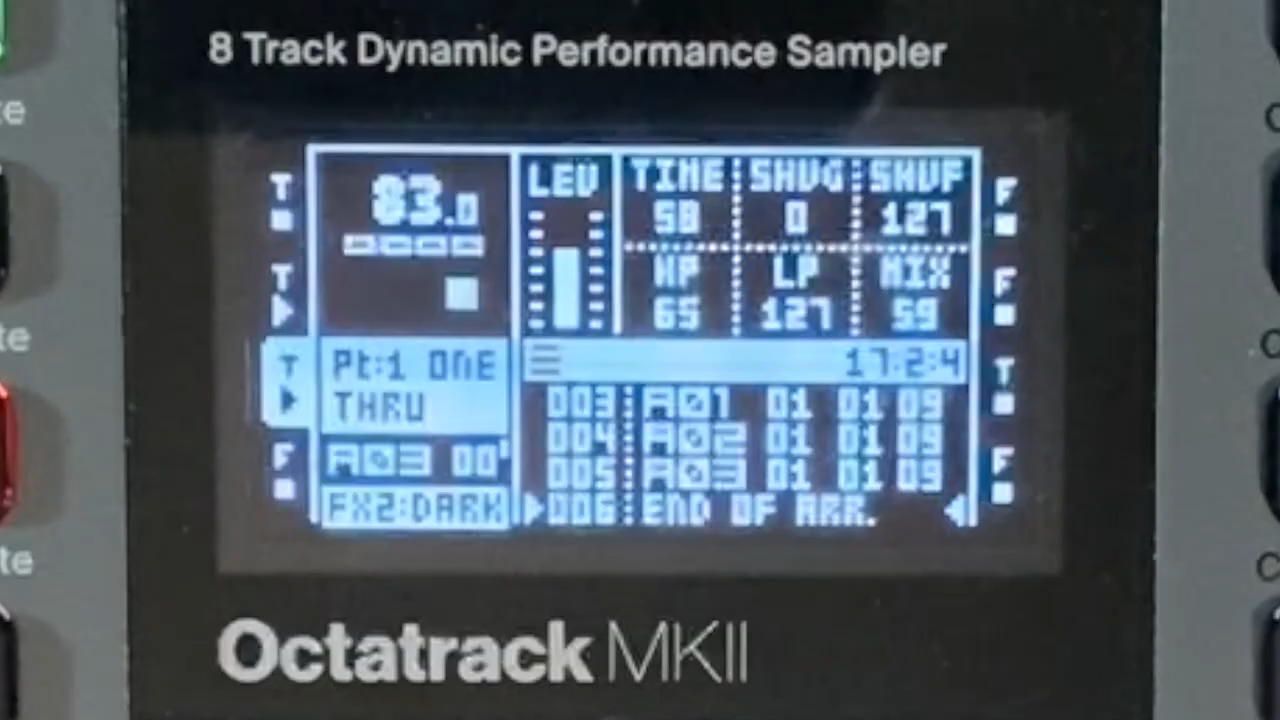 8 Track Dynamic Performance Sampler
83.0
LEV TIME SHVG SHVF
58 0 127
HP LP MIX
65 127 59
T
T
T
F
F
F
T
F
Pt:1 ONE
THRU
A03 00
FX2:DARK
17:2:4
003 A01 01 01 09
004 A02 01 01 09
005 A03 01 01 09
006 END OF ARR.
Octatrack MKII